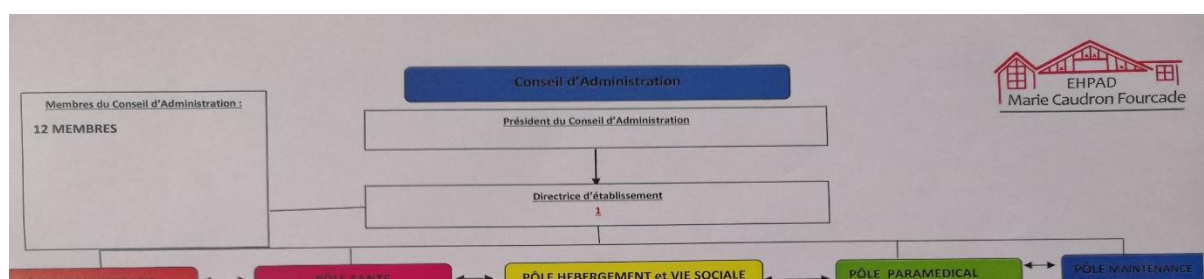 Conseil d'Administration
EHPAD
Marie Caudron Fourcade
Membres du Conseil d'Administration :
12 MEMBRES
Président du Conseil d'Administration
Directrice d'établissement
1
PÔLE SANTE
PÔLE HEBERGEMENT et VIE SOCIALE
PÔLE PARAMEDICAL
PÔLE MAINTENANCE